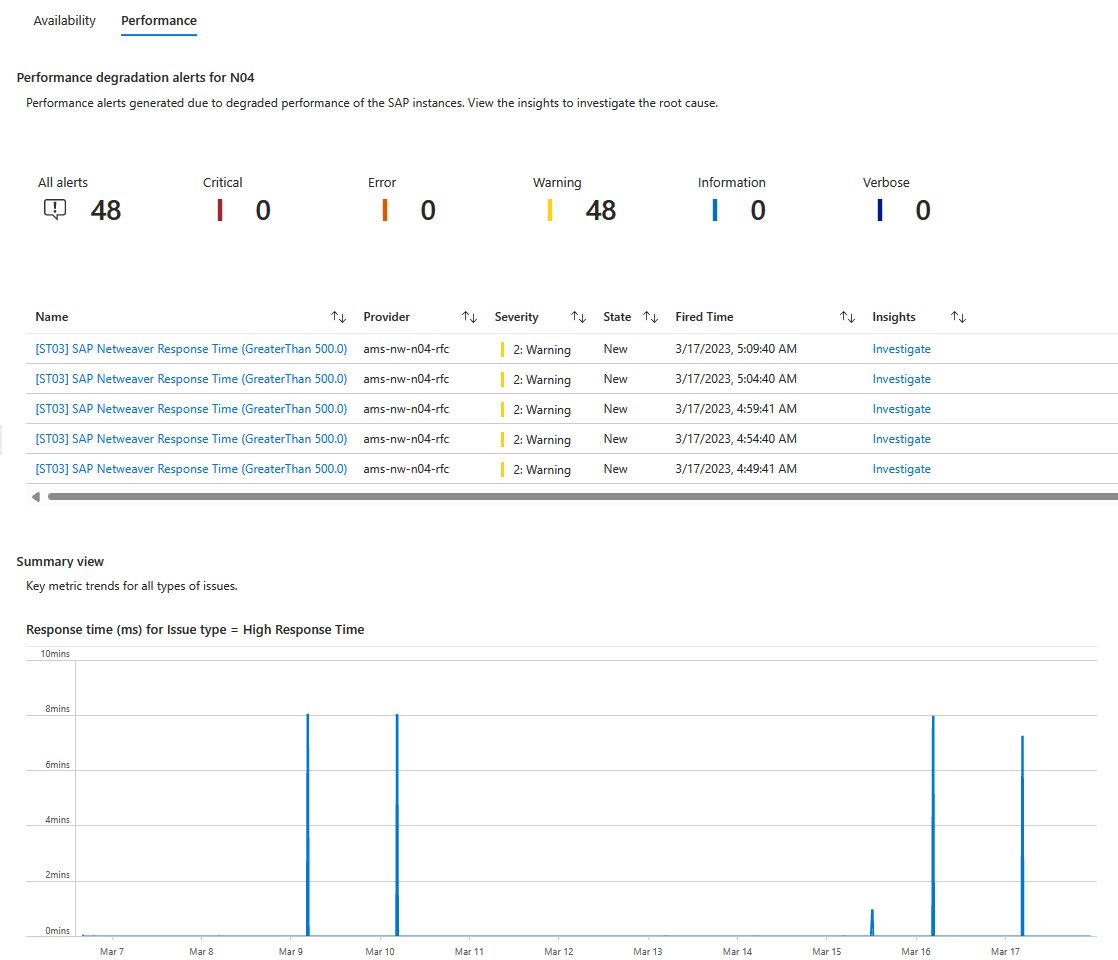 Availability Performance
Performance degradation alerts for N04
Performance alerts generated due to degraded performance of the SAP instances. View the insights to investigate the root cause.
All alerts Critical Error Warning Information Verbose
48 0 0 48 0 0
Name Provider Severity State Fired Time Insights
[ST03] SAP Netweaver Response Time (GreaterThan 500.0) ams-nw-n04-rfc 2: Warning New 3/17/2023, 5:09:40 AM Investigate
[ST03] SAP Netweaver Response Time (GreaterThan 500.0) ams-nw-n04-rfc 2: Warning New 3/17/2023, 5:04:40 AM Investigate
[ST03] SAP Netweaver Response Time (GreaterThan 500.0) ams-nw-n04-rfc 2: Warning New 3/17/2023, 4:59:41 AM Investigate
[ST03] SAP Netweaver Response Time (GreaterThan 500.0) ams-nw-n04-rfc 2: Warning New 3/17/2023, 4:54:40 AM Investigate
[ST03] SAP Netweaver Response Time (GreaterThan 500.0) ams-nw-n04-rfc 2: Warning New 3/17/2023, 4:49:41 AM Investigate
Summary view
Key metric trends for all types of issues.
Response time (ms) for Issue type = High Response Time
10mins
8mins
6mins
4mins
2mins
0mins
Mar 7 Mar 8 Mar 9 Mar 10 Mar 11 Mar 12 Mar 13 Mar 14 Mar 15 Mar 16 Mar 17